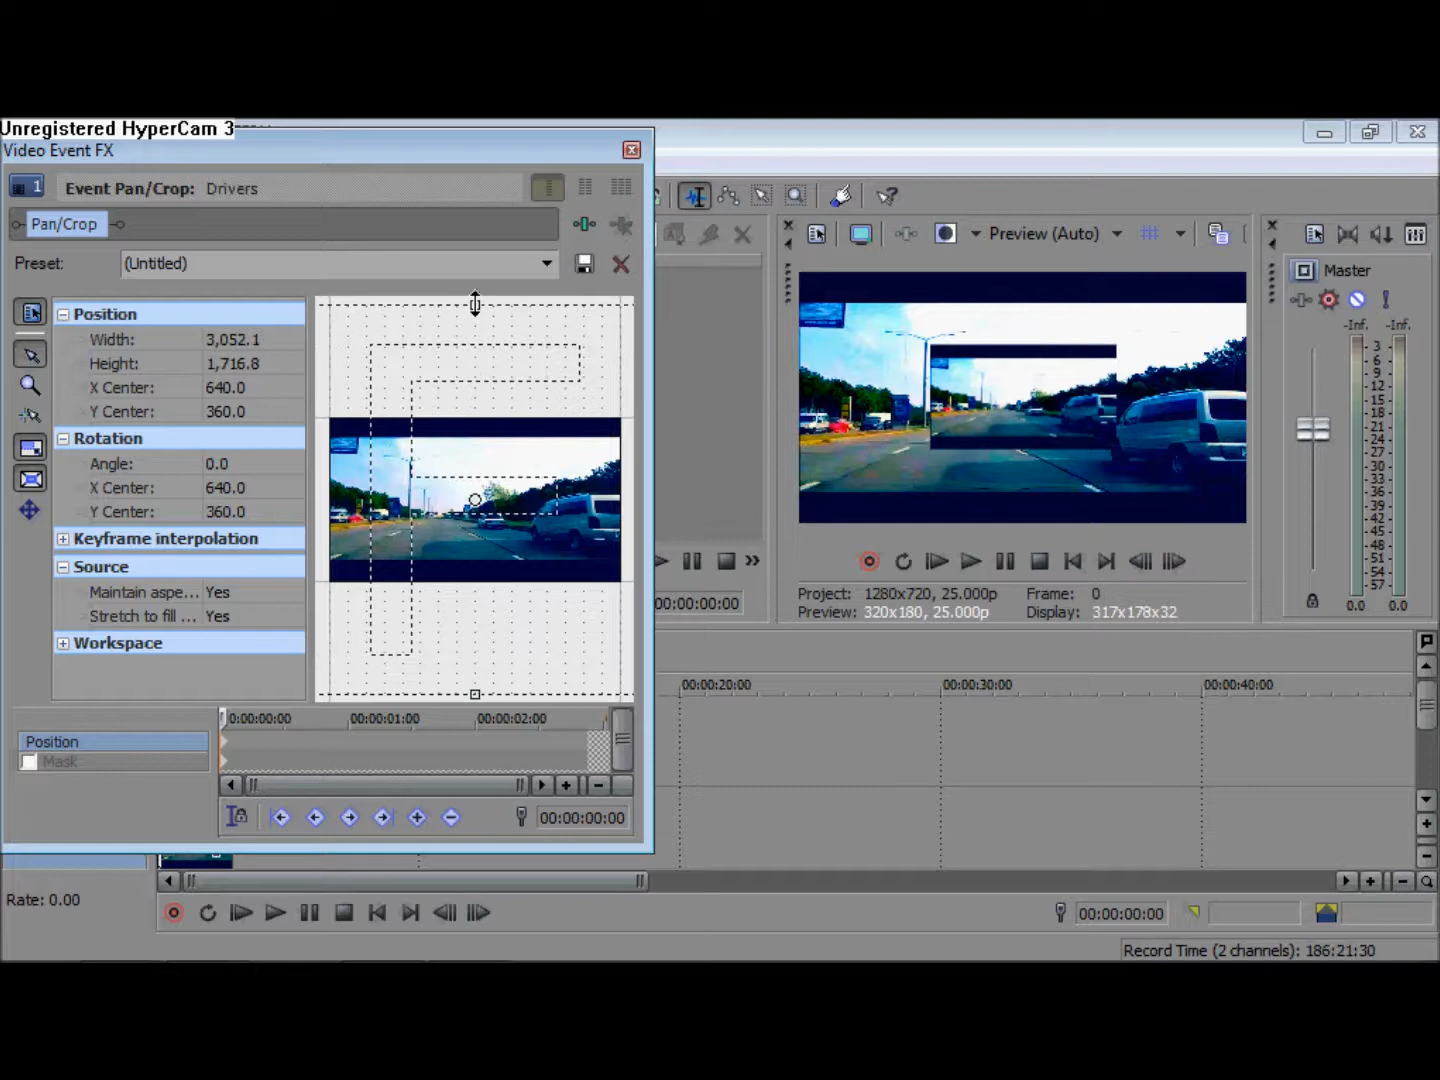 Unregistered HyperCam 3
Video Event FX
1
Event Pan/Crop: Drivers
Pan/Crop
Preset:
(Untitled)
Position
Width: 3,052.1
Height: 1,716.8
X Center: 640.0
Y Center: 360.0
Rotation
Angle: 0.0
X Center: 640.0
Y Center: 360.0
Keyframe interpolation
Source
Maintain aspe... Yes
Stretch to fill ... Yes
Workspace
0:00:00:00 00:00:01:00 00:00:02:00
Position
Mask
00:00:00:00
Preview (Auto)
Master
-Inf. -Inf.
3
6
9
12
15
18
21
24
27
30
33
36
39
42
45
48
51
54
57
0.0 0.0
00:00:00:00
Project: 1280x720, 25.000p Frame: 0
Preview: 320x180, 25.000p Display: 317x178x32
00:00:20:00 00:00:30:00 00:00:40:00
Rate: 0.00
00:00:00:00
Record Time (2 channels): 186:21:30